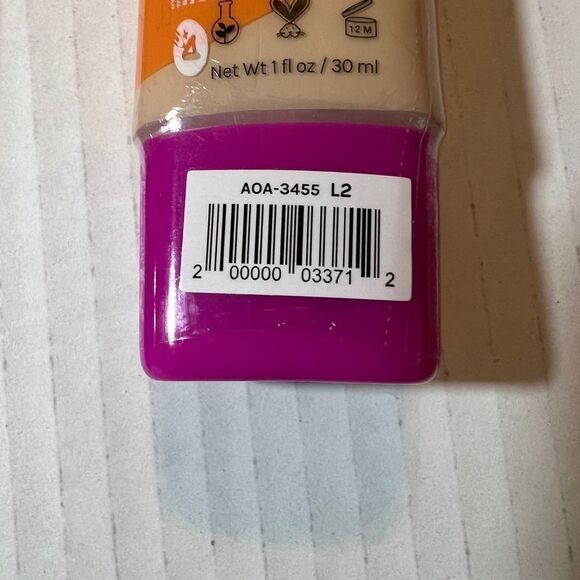 12 M
Net Wt 1 fl oz / 30 ml
AOA-3455 L2
2 00000 03371 2